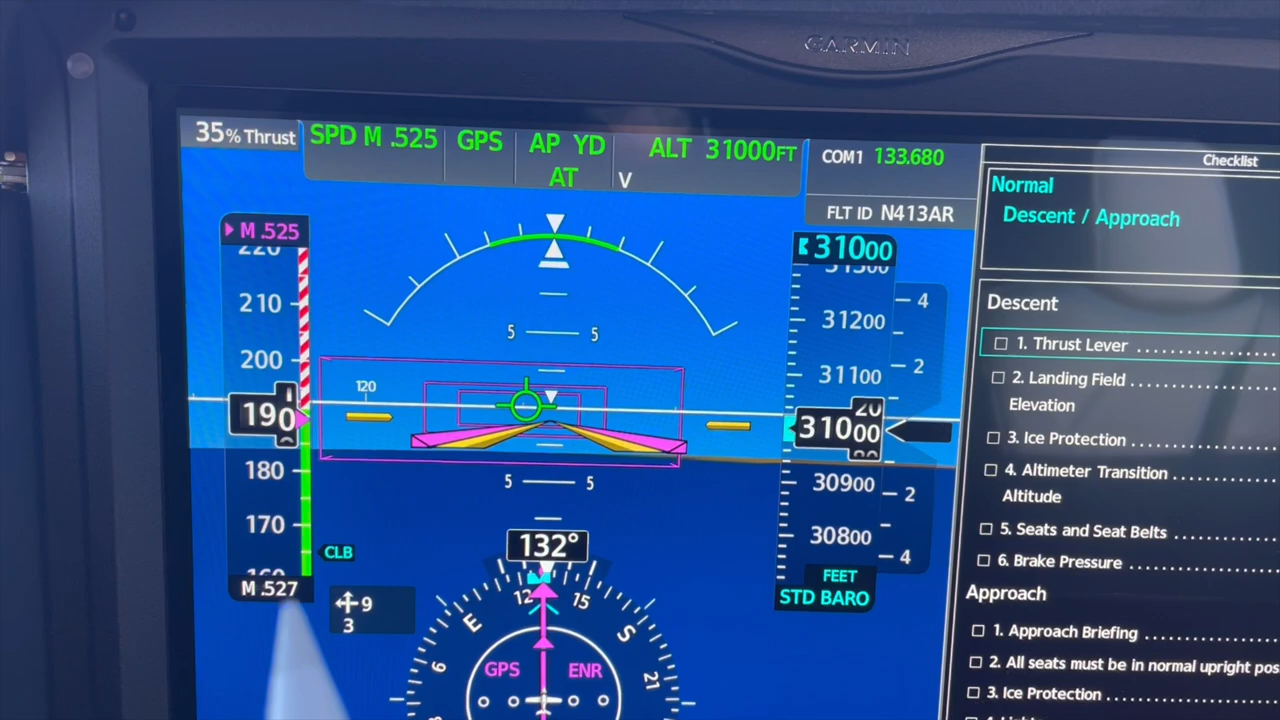 GARMIN
35% Thrust
SPD M .525
GPS
AP YD
ALT 31000FT
AT
V
COM1 133.680
FLT ID N413AR
Checklist
Normal
Descent / Approach
M .525
220
210
200
190
180
170
M .527
CLB
9
3
5 5
120
5 5
132°
12
15
E
S
6
21
GPS
ENR
31000
31300
31200
31100
31000
20
30900
30800
4
2
2
4
FEET
STD BARO
Descent
1. Thrust Lever
2. Landing Field
Elevation
3. Ice Protection
4. Altimeter Transition
Altitude
5. Seats and Seat Belts
6. Brake Pressure
Approach
1. Approach Briefing
2. All seats must be in normal upright pos
3. Ice Protection